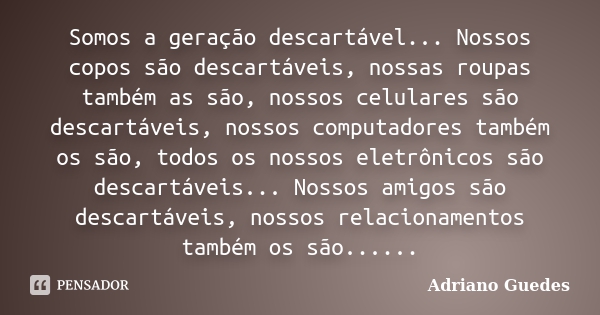 Somos a geração descartável... Nossos
copos são descartáveis, nossas roupas
também as são, nossos celulares são
descartáveis, nossos computadores também
os são, todos os nossos eletrônicos são
descartáveis... Nossos amigos são
descartáveis, nossos relacionamentos
também os são......
PENSADOR
Adriano Guedes